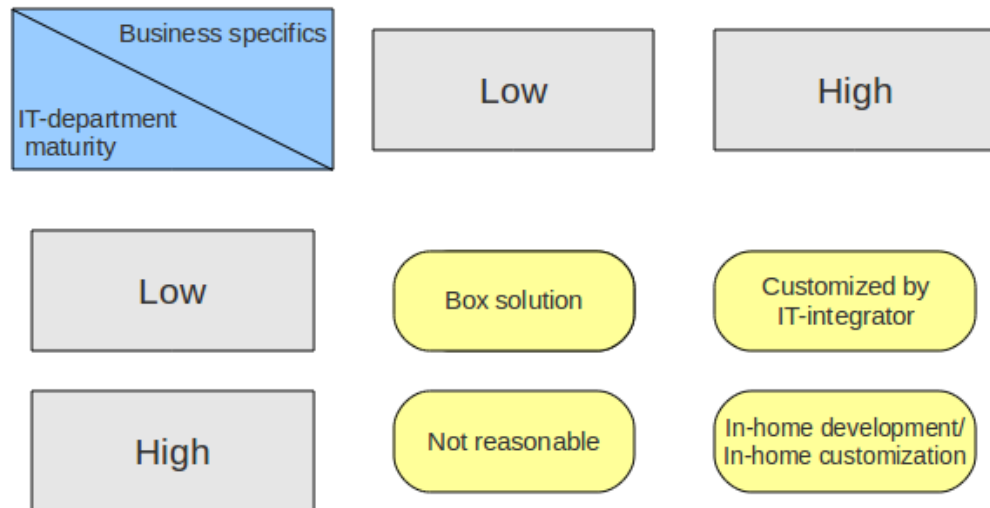 Business specifics
IT-department
maturity
Low
High
Low
Box solution
Customized by
IT-integrator
High
Not reasonable
In-home development/
In-home customization